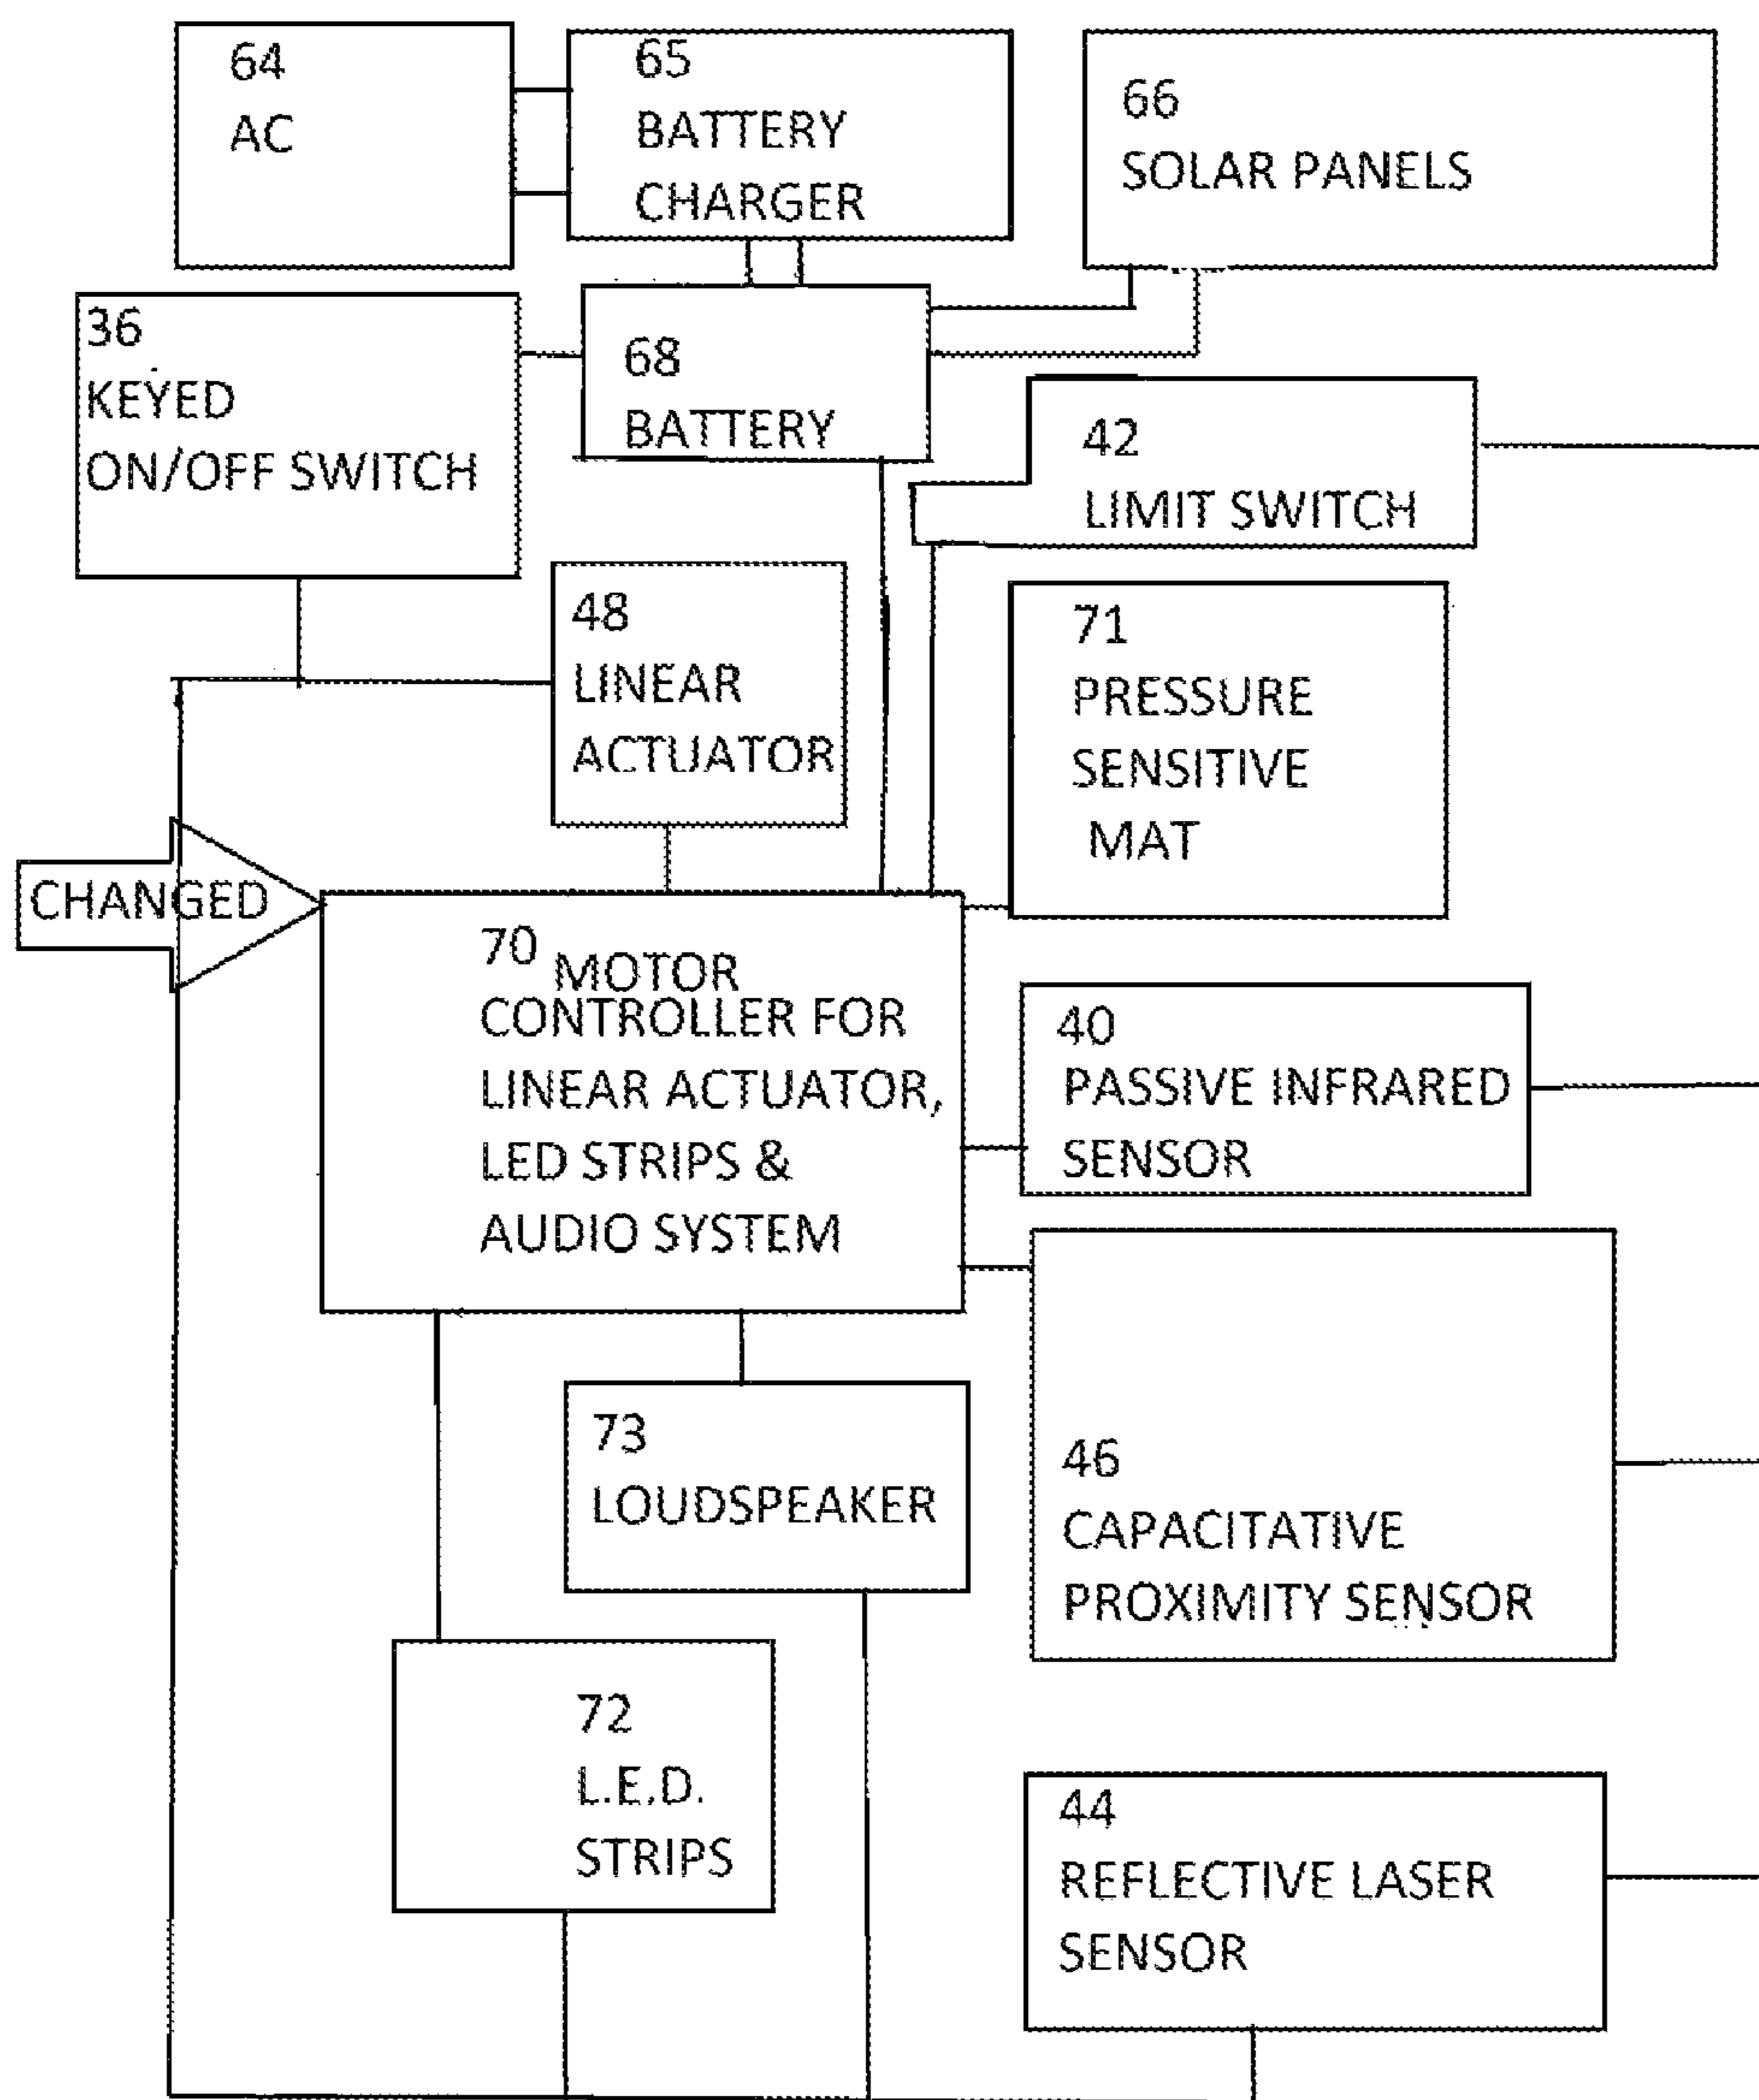 64
AC
65
BATTERY
CHARGER
66
SOLAR PANELS
36
KEYED
ON/OFF SWITCH
68
BATTERY
42
LIMIT SWITCH
48
LINEAR
ACTUATOR
71
PRESSURE
SENSITIVE
MAT
CHANGED
70 MOTOR
CONTROLLER FOR
LINEAR ACTUATOR,
LED STRIPS &
AUDIO SYSTEM
40
PASSIVE INFRARED
SENSOR
73
LOUDSPEAKER
46
CAPACITATIVE
PROXIMITY SENSOR
72
L.E.D.
STRIPS
44
REFLECTIVE LASER
SENSOR